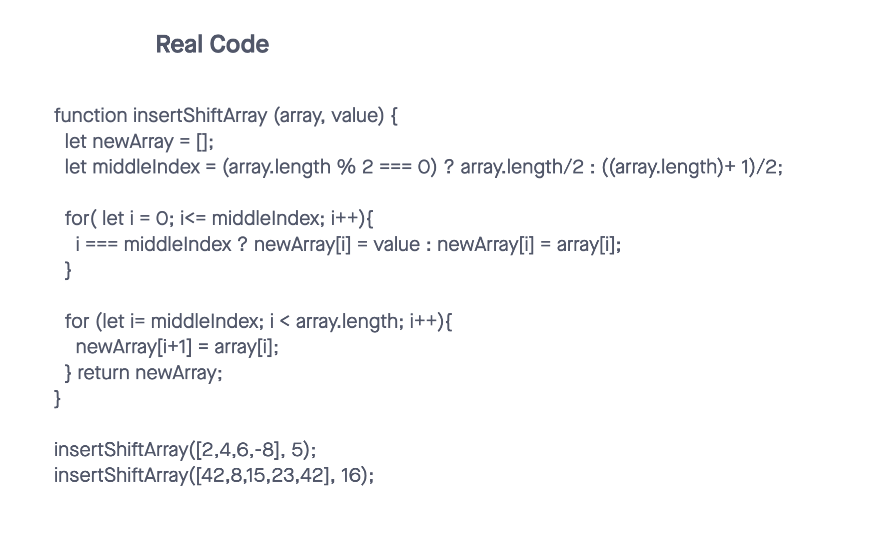 Real Code
function insertShiftArray (array, value) {
let newArray = [];
let middleIndex = (array.length % 2 === 0) ? array.length/2 : ((array.length)+ 1)/2;
for( let i = 0; i<= middleIndex; i++){
i === middleIndex ? newArray[i] = value : newArray[i] = array[i];
}
for (let i= middleIndex; i < array.length; i++){
newArray[i+1] = array[i];
} return newArray;
}
insertShiftArray([2,4,6,-8], 5);
insertShiftArray([42,8,15,23,42], 16);